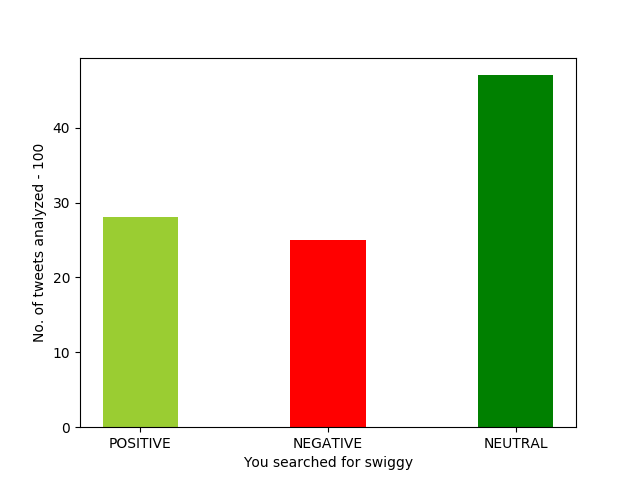 No. of tweets analyzed - 100
40
30
20
10
0
POSITIVE NEGATIVE NEUTRAL
You searched for swiggy